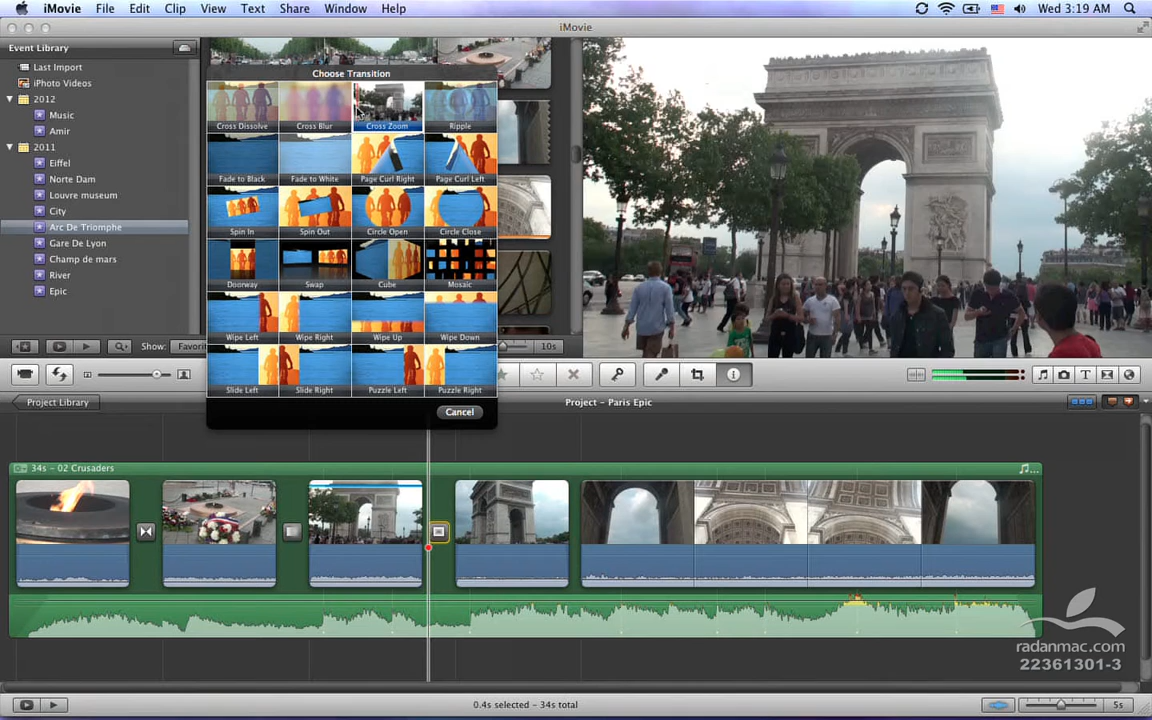 iMovie File Edit Clip View Text Share Window Help Wed 3:19 AM
iMovie
Event Library
Last Import
iPhoto Videos
2012
Music
Amir
2011
Eiffel
Norte Dam
Louvre museum
City
Arc De Triomphe
Gare De Lyon
Champ de mars
River
Epic
Choose Transition
Cross Dissolve Cross Blur Cross Zoom Ripple
Fade to Black Fade to White Page Curl Right Page Curl Left
Spin In Spin Out Circle Open Circle Close
Doorway Swap Cube Mosaic
Wipe Left Wipe Right Wipe Up Wipe Down
Slide Left Slide Right Puzzle Left Puzzle Right
Cancel
Show: Favori
10s
Project Library
Project - Paris Epic
34s - 02 Crusaders
radanmac.com
22361301-3
0.4s selected - 34s total
5s